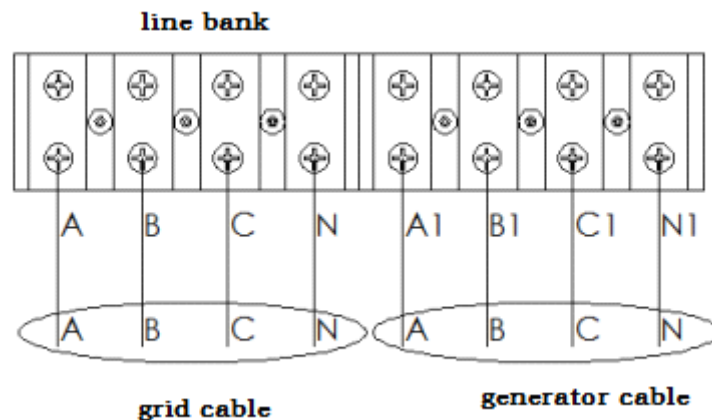 line bank
A B C N A1 B1 C1 N1
A B C N A B C N
grid cable generator cable